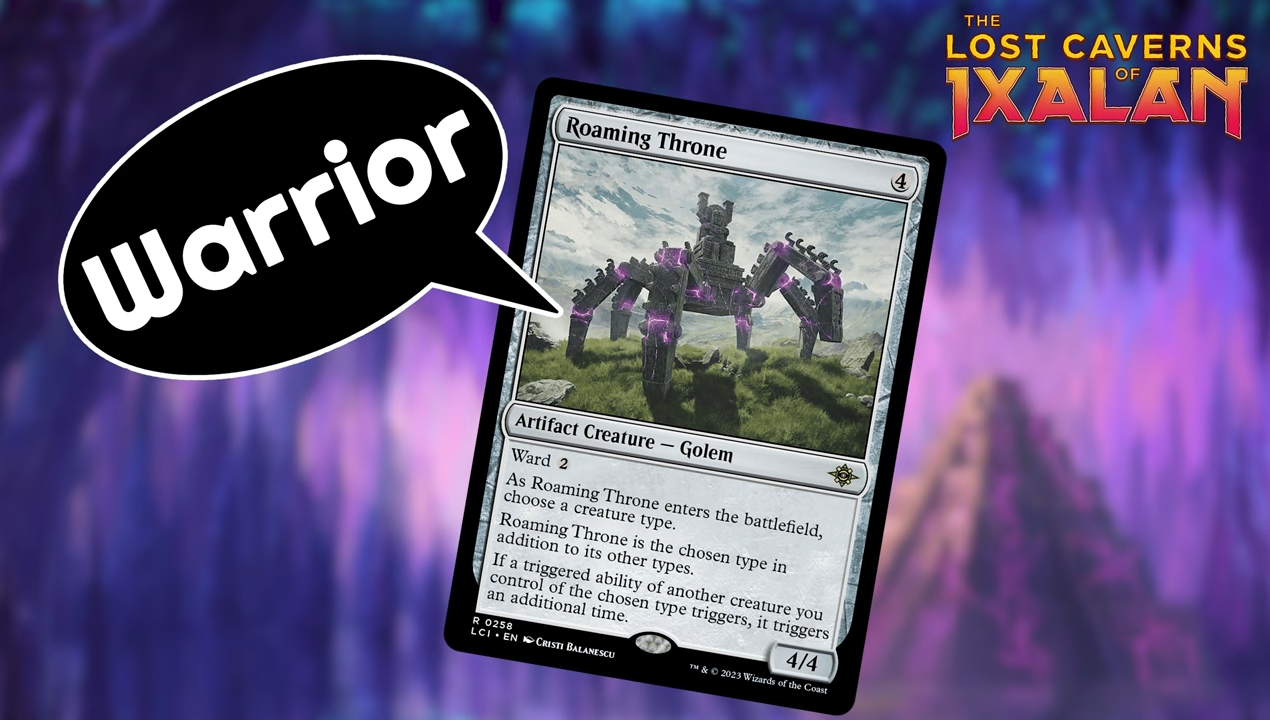 THE
LOST CAVERNS
OF
IXALAN
Warrior
Roaming Throne
4
Artifact Creature — Golem
Ward 2
As Roaming Throne enters the battlefield,
choose a creature type.
Roaming Throne is the chosen type in
addition to its other types.
If a triggered ability of another creature you
control of the chosen type triggers, it triggers
an additional time.
R 0258
LCI • EN CRISTI BALANESCU
4/4
™ & © 2023 Wizards of the Coast